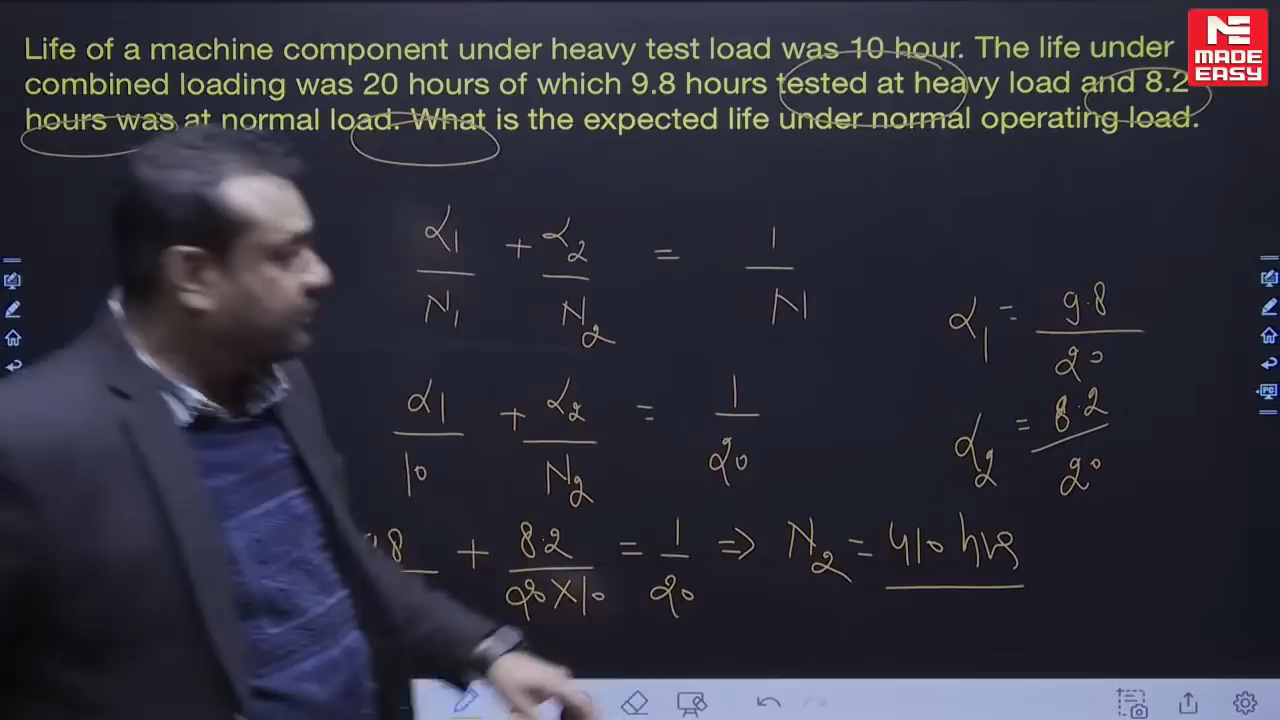 Life of a machine component under heavy test load was 10 hour. The life under
combined loading was 20 hours of which 9.8 hours tested at heavy load and 8.2
hours was at normal load. What is the expected life under normal operating load.
MADE
EASY
α1/N1 + α2/N2 = 1/N
α1 = 9.8/20
α1/10 + α2/N2 = 1/20
α2 = 8.2/20
98 + 8.2/20×10 = 1/20 ⇒ N2 = 410 hrs
PC